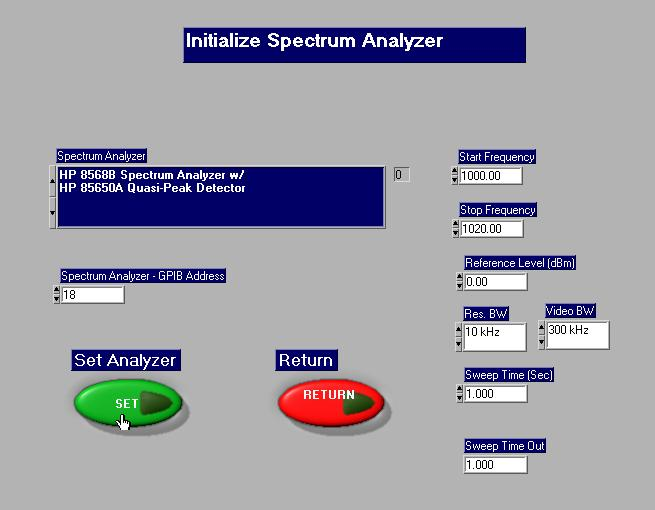 Initialize Spectrum Analyzer
Spectrum Analyzer
HP 8568B Spectrum Analyzer w/
HP 85650A Quasi-Peak Detector
0
Start Frequency
1000.00
Stop Frequency
1020.00
Spectrum Analyzer - GPIB Address
18
Reference Level (dBm)
0.00
Res. BW
10 kHz
Video BW
300 kHz
Set Analyzer
SET
Return
RETURN
Sweep Time (Sec)
1.000
Sweep Time Out
1.000